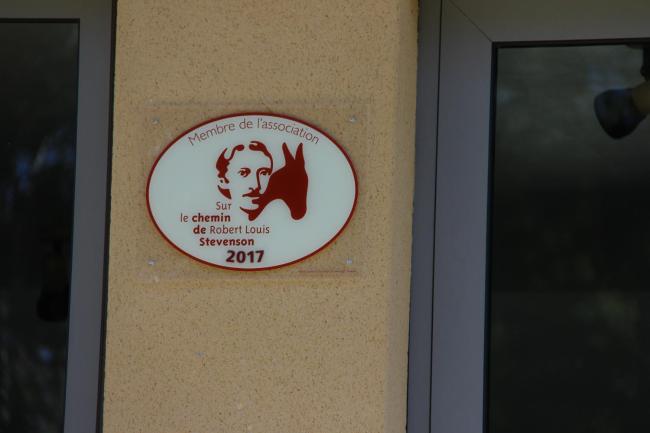 Membre de l'association
Sur
le chemin
de Robert Louis
Stevenson
2017